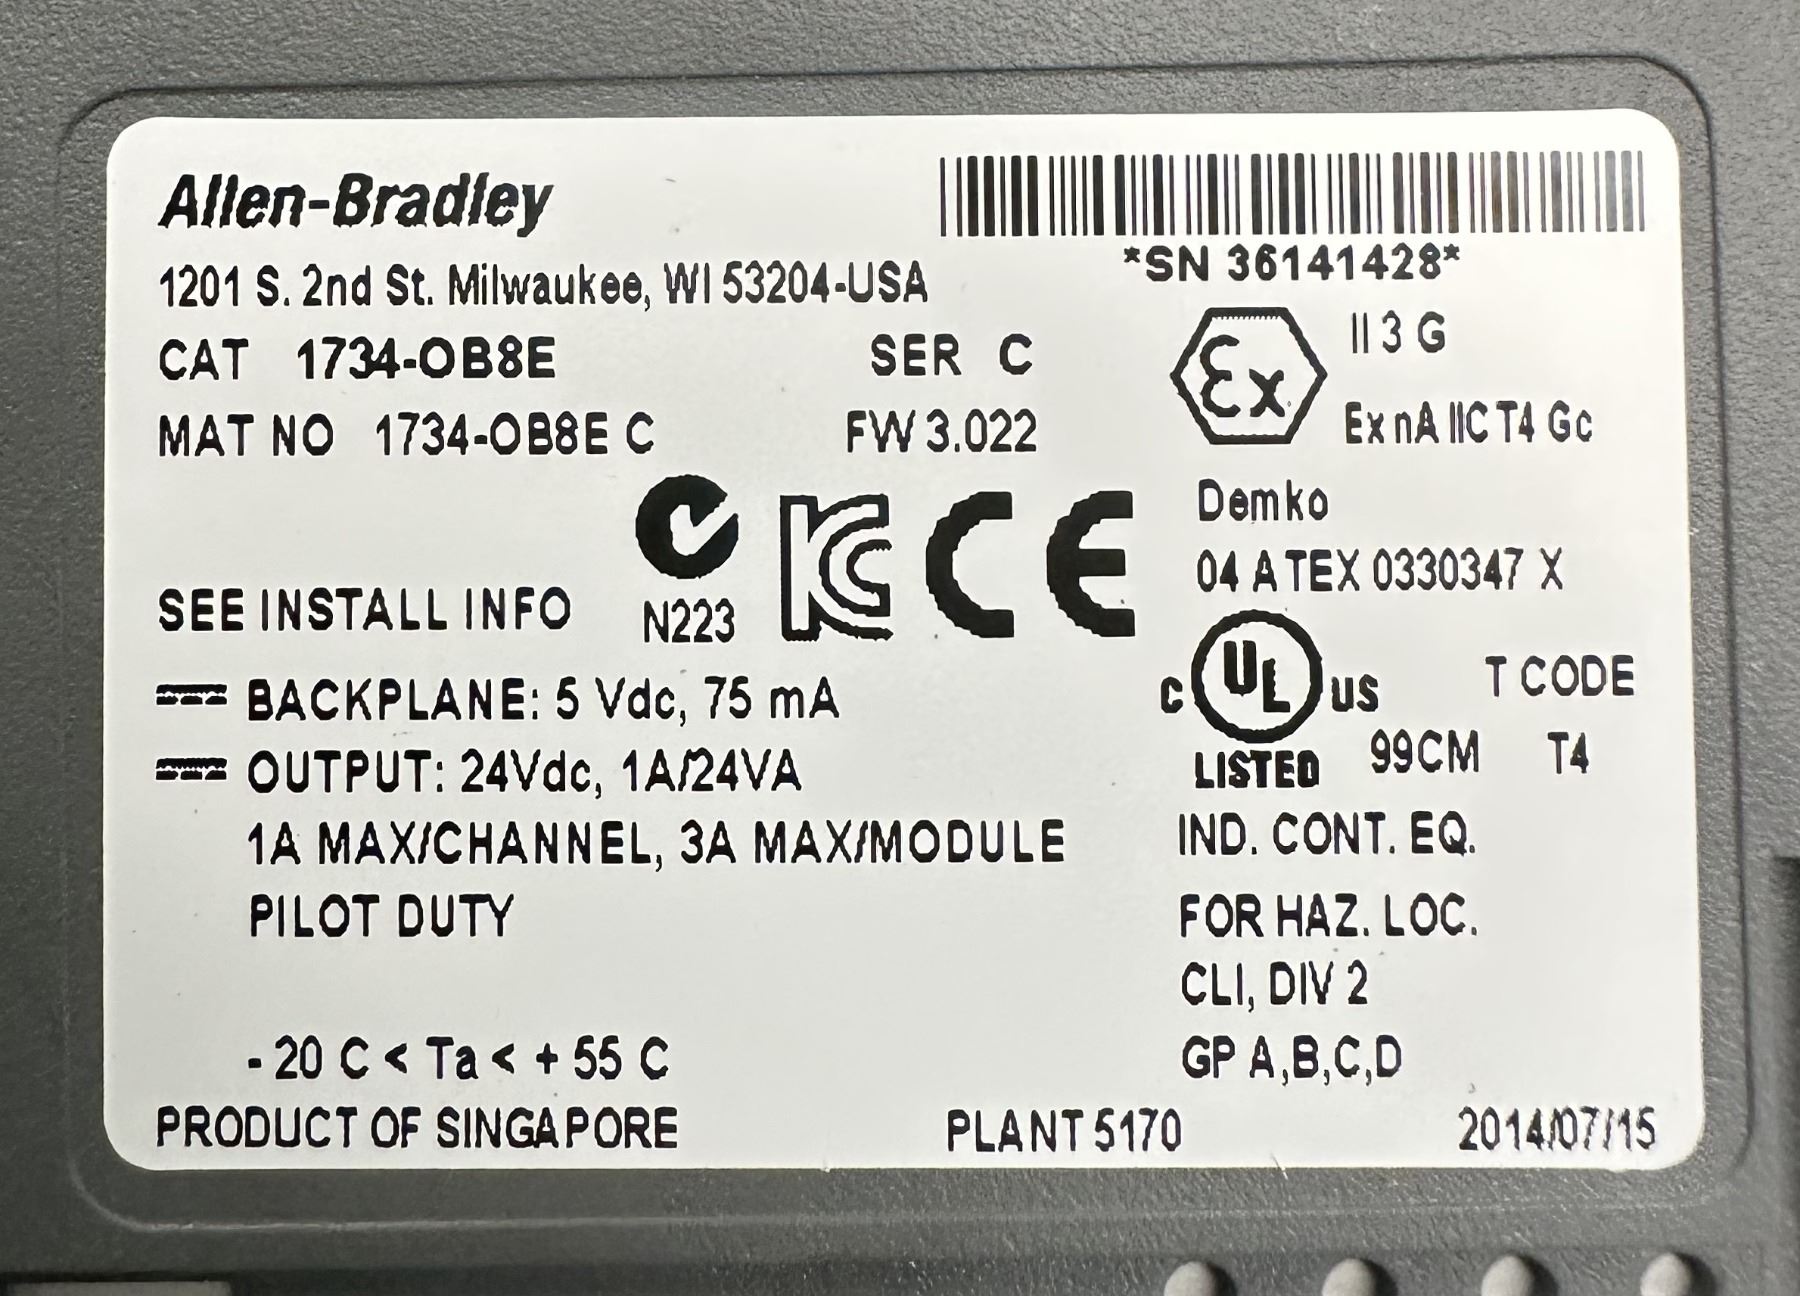 Allen-Bradley
*SN 36141428*
1201 S. 2nd St. Milwaukee, WI 53204-USA
CAT 1734-OB8E SER C
MAT NO 1734-OB8E C FW 3.022
Ex II 3 G
Ex nA IIC T4 Gc
Demko
04 ATEX 0330347 X
SEE INSTALL INFO N223 KC CE
BACKPLANE: 5 Vdc, 75 mA
OUTPUT: 24Vdc, 1A/24VA
1A MAX/CHANNEL, 3A MAX/MODULE
PILOT DUTY
C UL US T CODE
LISTED 99CM T4
IND. CONT. EQ.
FOR HAZ. LOC.
CLI, DIV 2
GP A,B,C,D
- 20 C < Ta < + 55 C
PRODUCT OF SINGAPORE PLANT 5170 2014/07/15